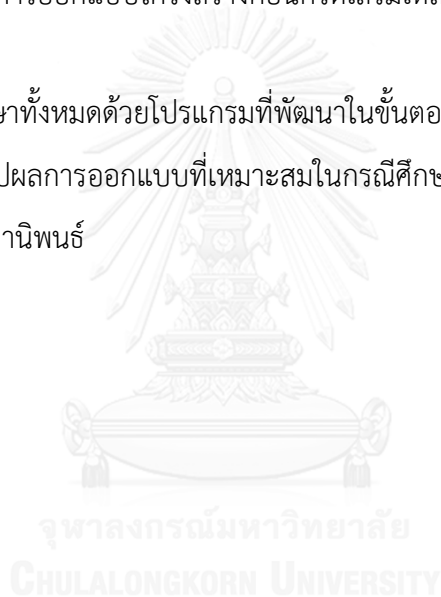 ษาทั้งหมดด้วยโปรแกรมที่พัฒนาในขั้นตอ
ปผลการออกแบบที่เหมาะสมในกรณีศึกษ
านิพนธ์
จุฬาลงกรณ์มหาวิทยาลัย
CHULALONGKORN UNIVERSITY